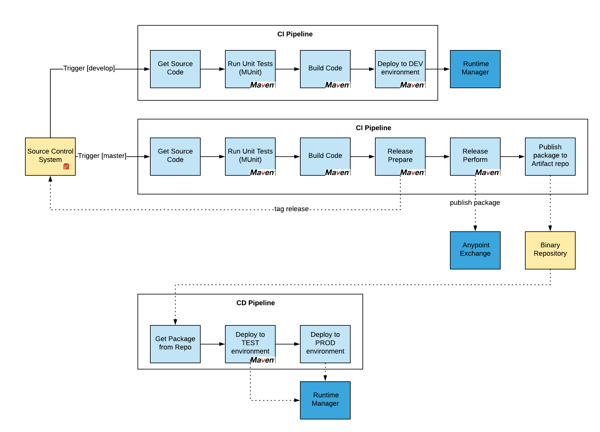 CI Pipeline
Trigger [develop]
Get Source
Code
Run Unit Tests
(MUnit)
Maven
Build Code
Maven
Deploy to DEV
environment
Maven
Runtime
Manager
CI Pipeline
Source Control
System
Trigger [master]
Get Source
Code
Run Unit Tests
(MUnit)
Maven
Build Code
Maven
Release
Prepare
Maven
Release
Perform
Maven
Publish
package to
Artifact repo
tag release
publish package
Anypoint
Exchange
Binary
Repository
CD Pipeline
Get Package
from Repo
Deploy to
TEST
environment
Maven
Deploy to
PROD
environment
Runtime
Manager